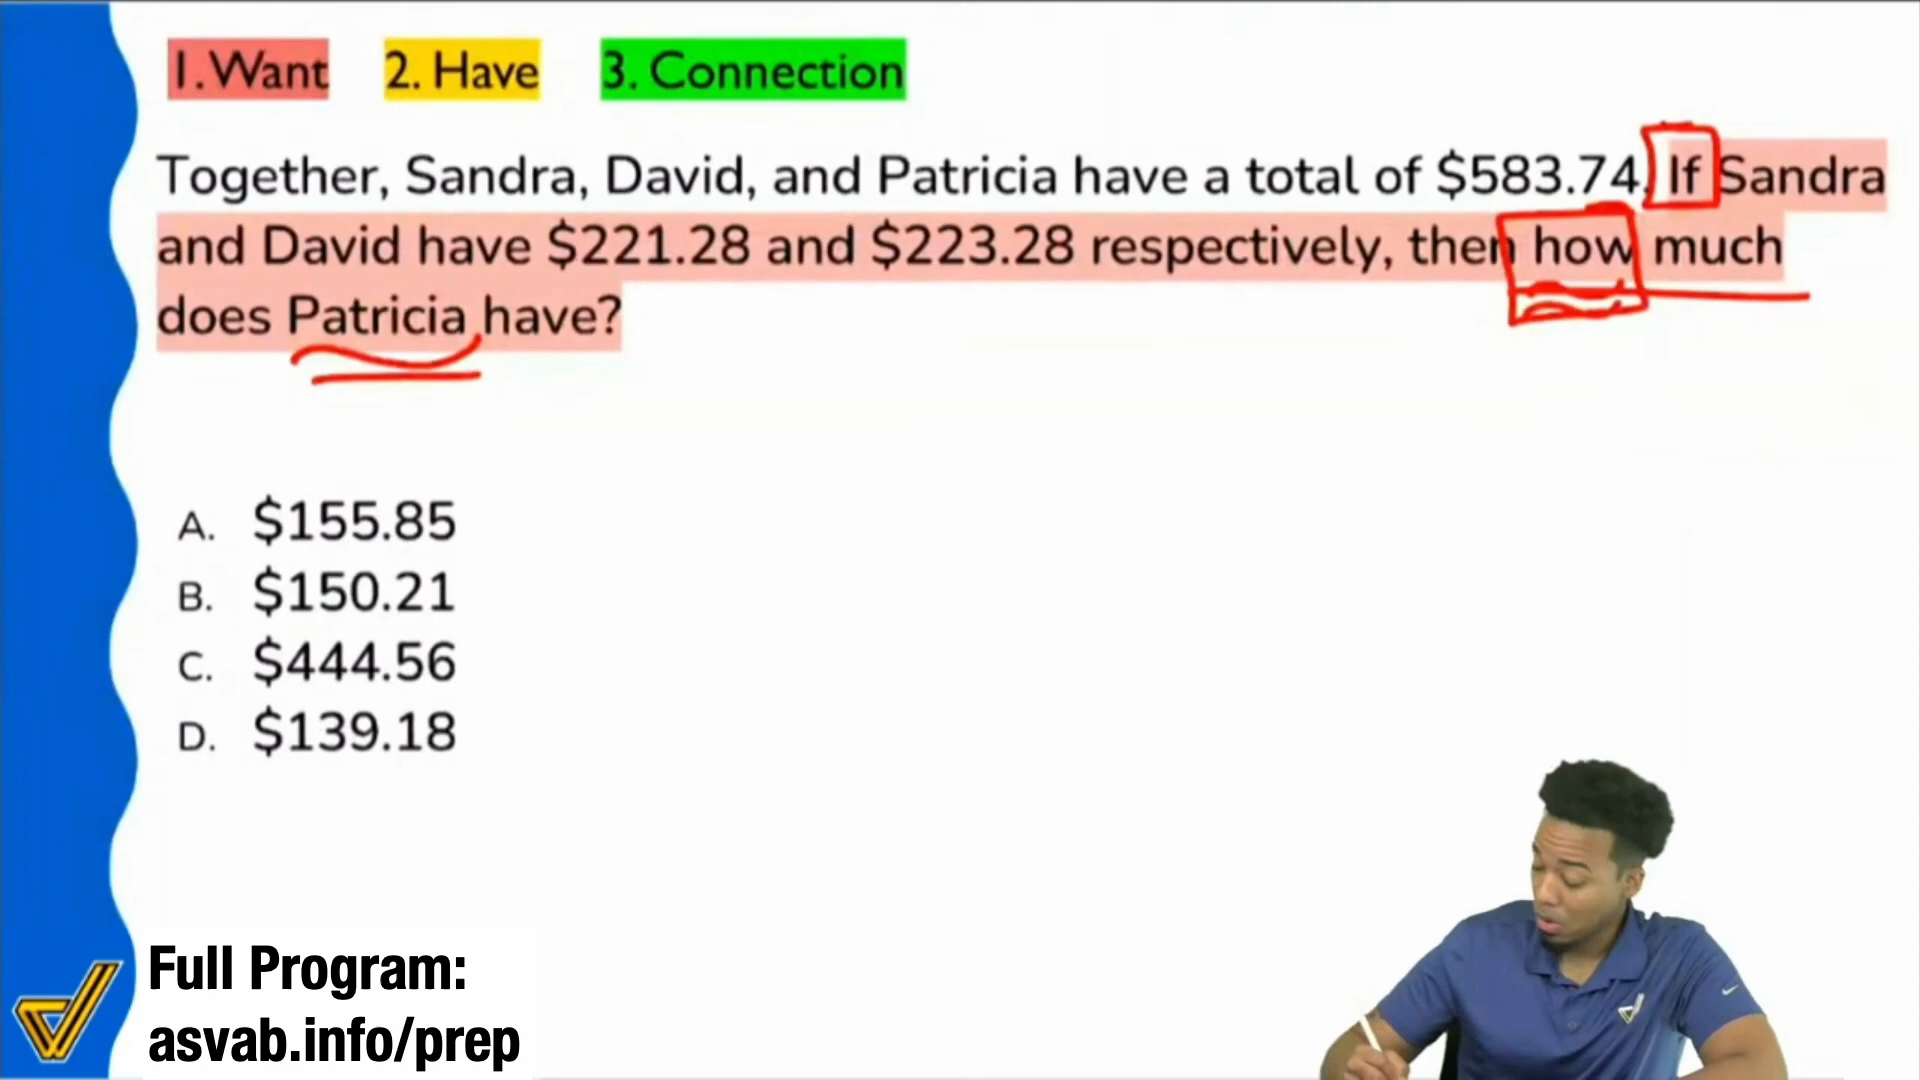 1. Want 2. Have 3. Connection
Together, Sandra, David, and Patricia have a total of $583.74. If Sandra
and David have $221.28 and $223.28 respectively, then how much
does Patricia have?
A. $155.85
B. $150.21
C. $444.56
D. $139.18
Full Program:
asvab.info/prep